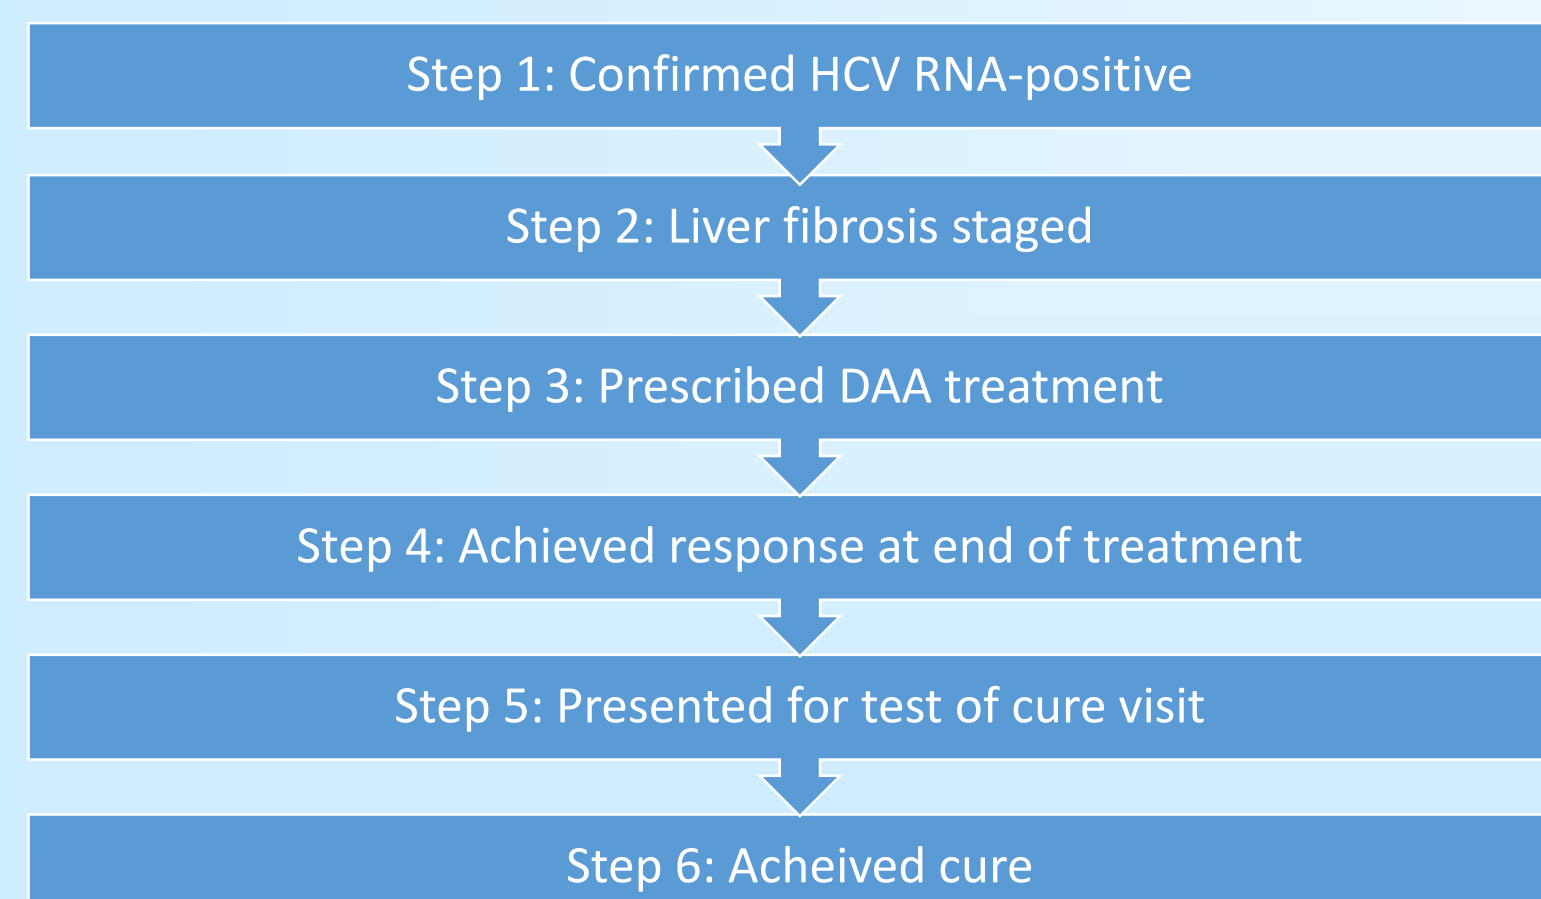 Step 1: Confirmed HCV RNA-positive
Step 2: Liver fibrosis staged
Step 3: Prescribed DAA treatment
Step 4: Achieved response at end of treatment
Step 5: Presented for test of cure visit
Step 6: Acheived cure